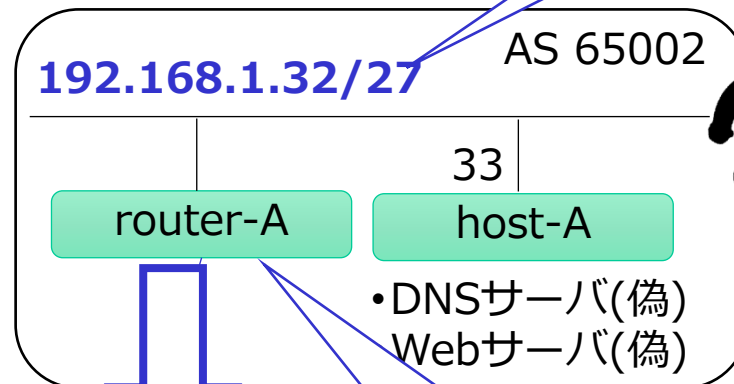 AS 65002
192.168.1.32/27
33
router-A
host-A
•DNSサーバ(偽)
Webサーバ(偽)